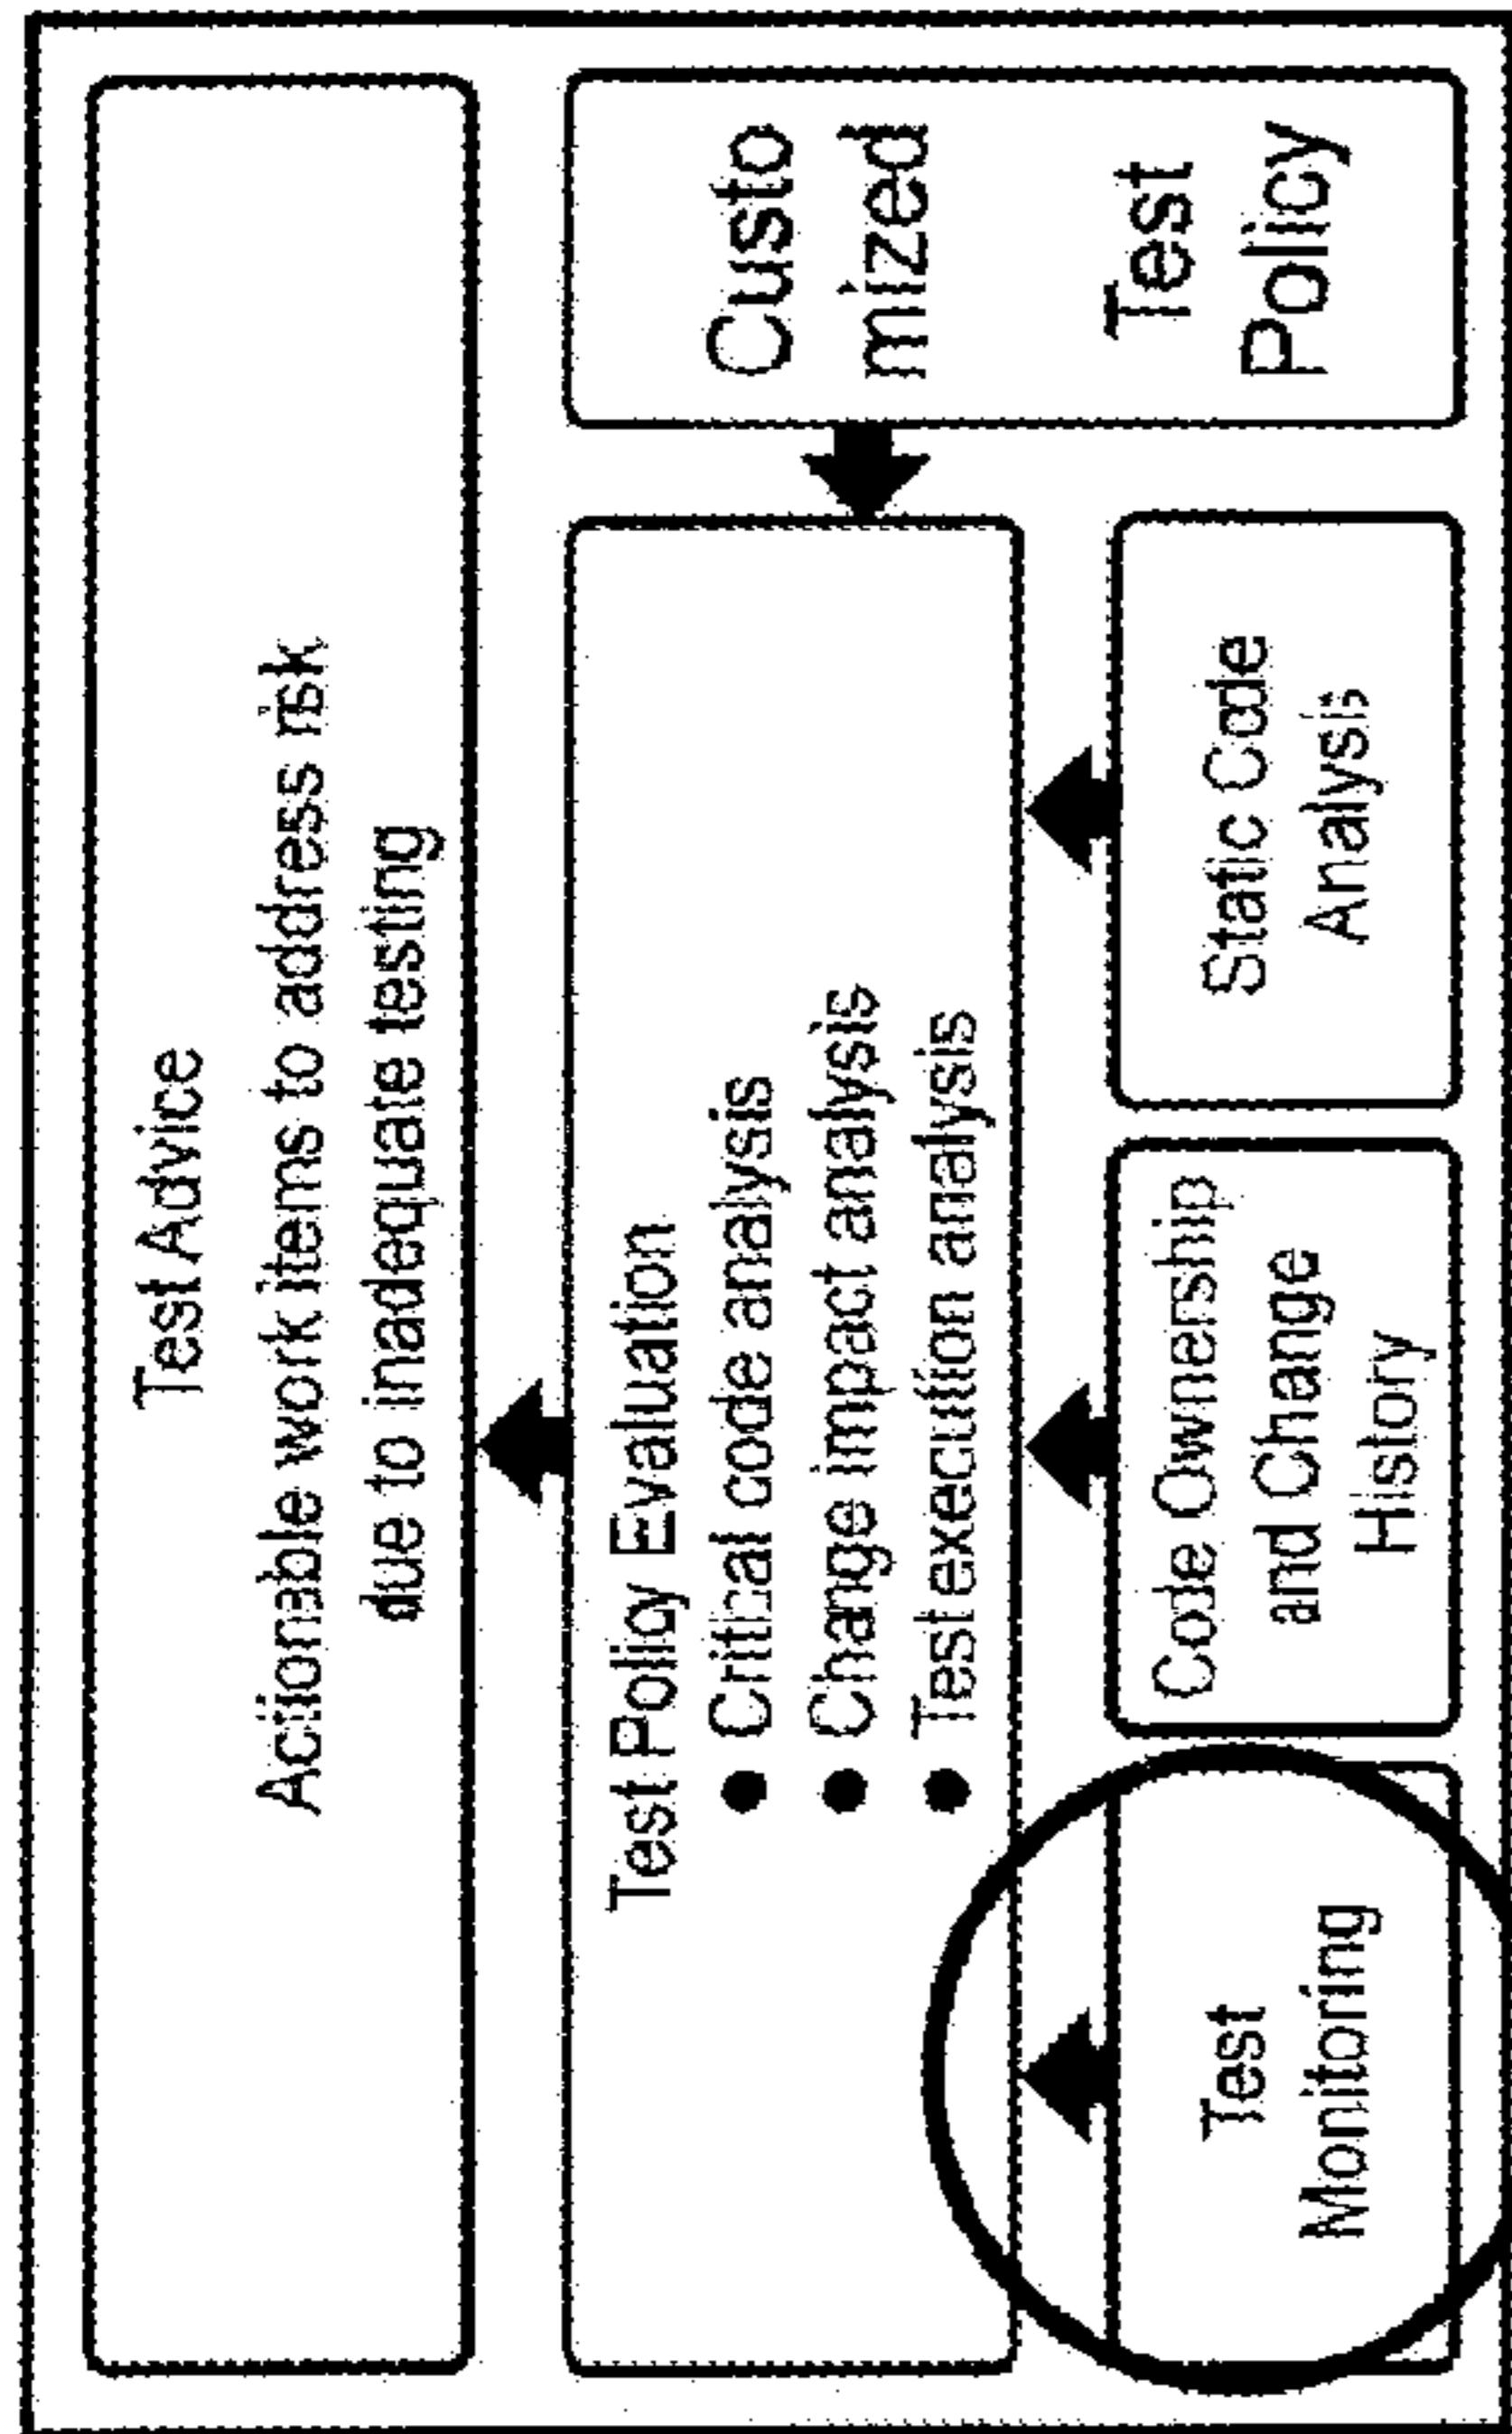 Test Advice
Actionable work items to address risk
due to inadequate testing
Test Policy Evaluation
● Critical code analysis
● Change impact analysis
● Test execution analysis
Custo
mized
Test
Policy
Test
Monitoring
Code Ownership
and Change
History
Static Code
Analysis